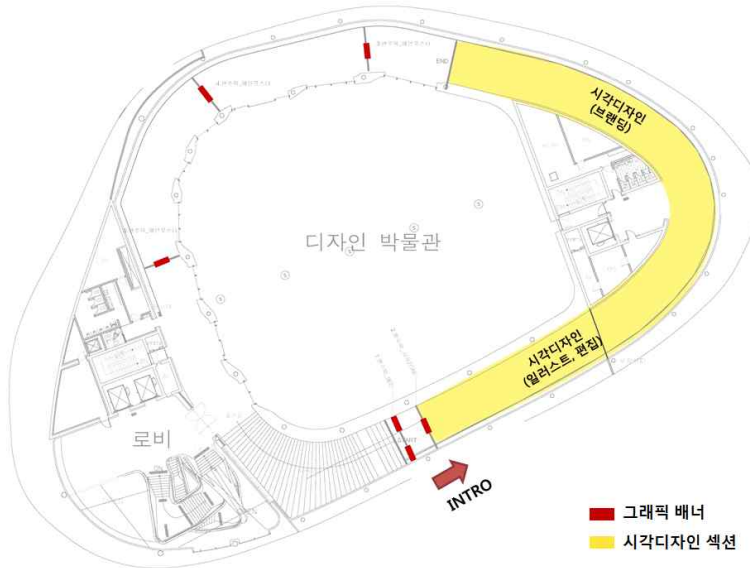 END
시각디자인
(브랜딩)
디자인 박물관
시각디자인
(일러스트, 편집)
로비
START
INTRO
그래픽 배너
시각디자인 섹션